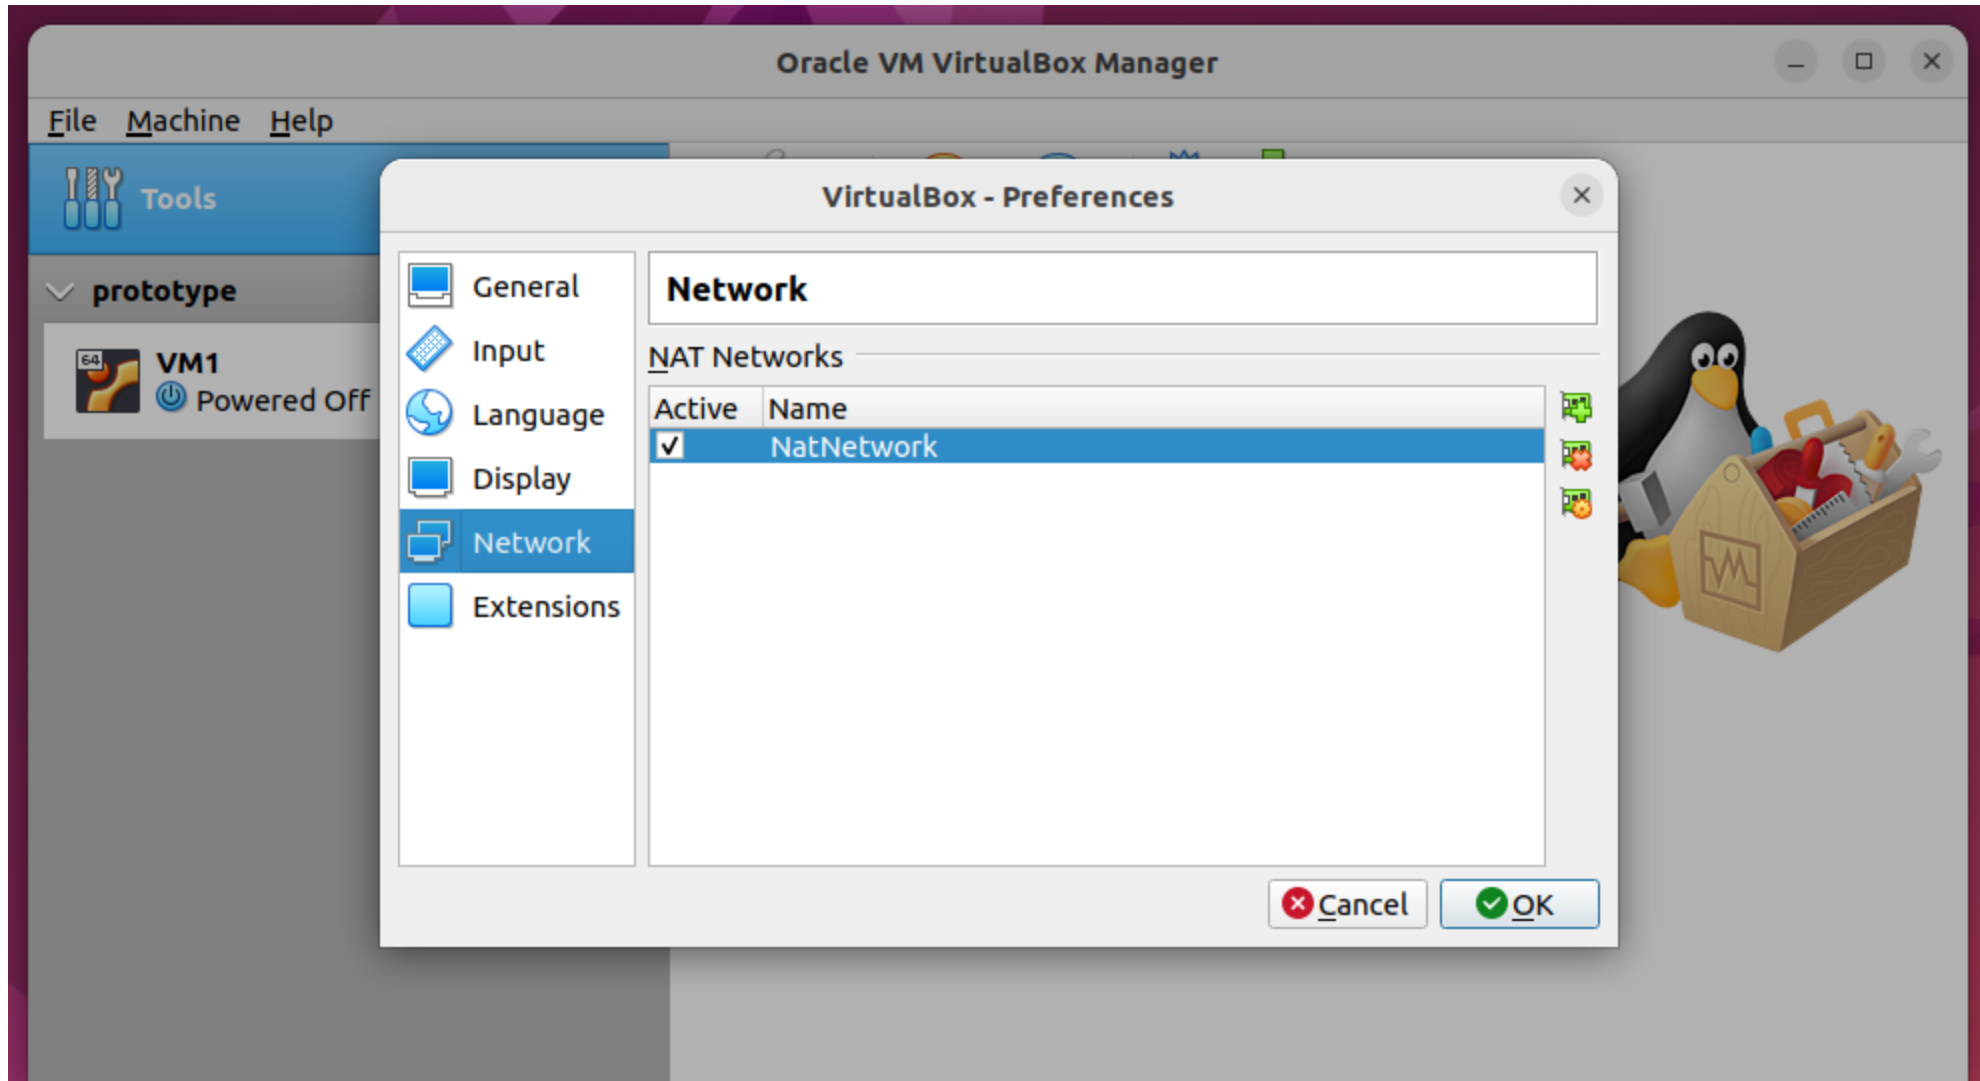 Oracle VM VirtualBox Manager
File Machine Help
Tools
prototype
64
VM1
Powered Off
VirtualBox - Preferences
General
Input
Language
Display
Network
Extensions
Network
NAT Networks
Active Name
NatNetwork
Cancel OK